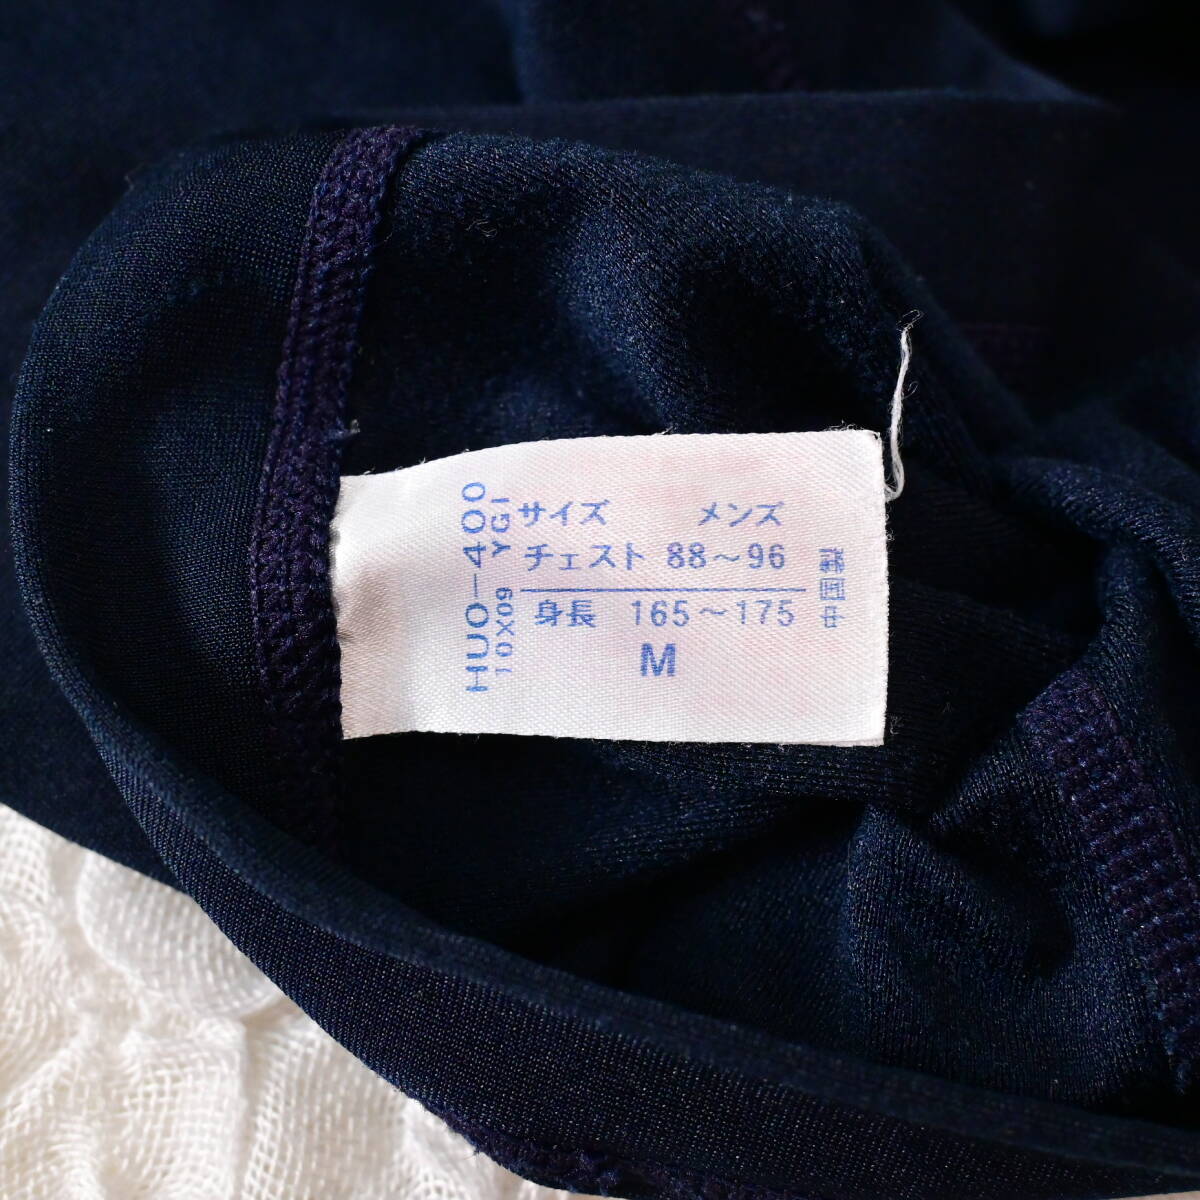 サイズ メンズ
チェスト 88～96
身長 165～175
M
HUO-400
10X09 YGI
中国製